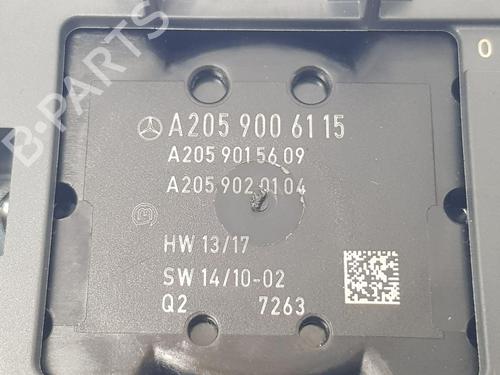 B-PARTS
0
A205 900 61 15
A205 901 56 09
A205 902 01 04
HW 13/17
SW 14/10-02
Q2 7263